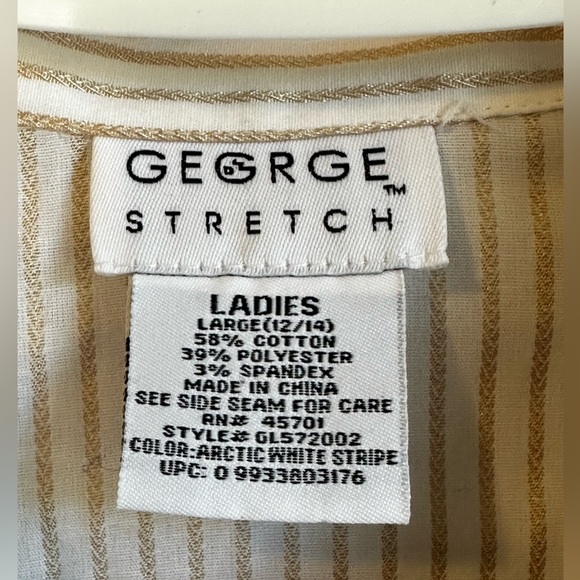 GEORGE™
STRETCH
LADIES
LARGE(12/14)
58% COTTON
39% POLYESTER
3% SPANDEX
MADE IN CHINA
SEE SIDE SEAM FOR CARE
RN# 45701
STYLE# GL572002
COLOR:ARCTIC WHITE STRIPE
UPC: 0 9933803176